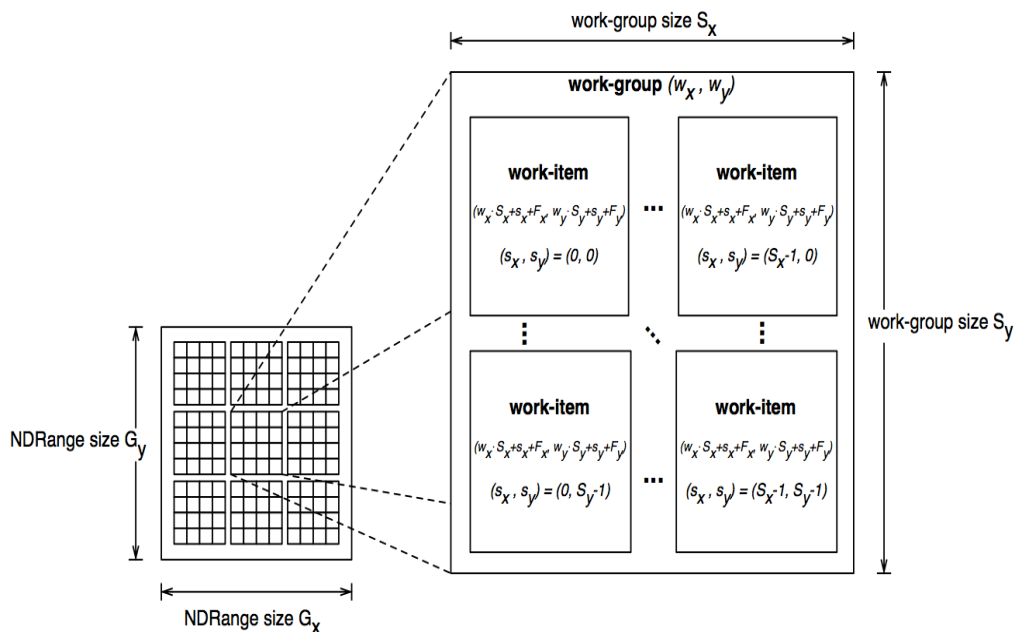 work-group size Sx
work-group (wx , wy)
work-item
(wx· Sx+sx+Fx, wy· Sy+sy+Fy)
(sx , sy) = (0, 0)
...
work-item
(wx· Sx+sx+Fx, wy· Sy+sy+Fy)
(sx , sy) = (Sx-1, 0)
work-group size Sy
work-item
(wx· Sx+sx+Fx, wy· Sy+sy+Fy)
(sx , sy) = (0, Sy-1)
...
work-item
(wx· Sx+sx+Fx, wy· Sy+sy+Fy)
(sx , sy) = (Sx-1, Sy-1)
NDRange size Gy
NDRange size Gx